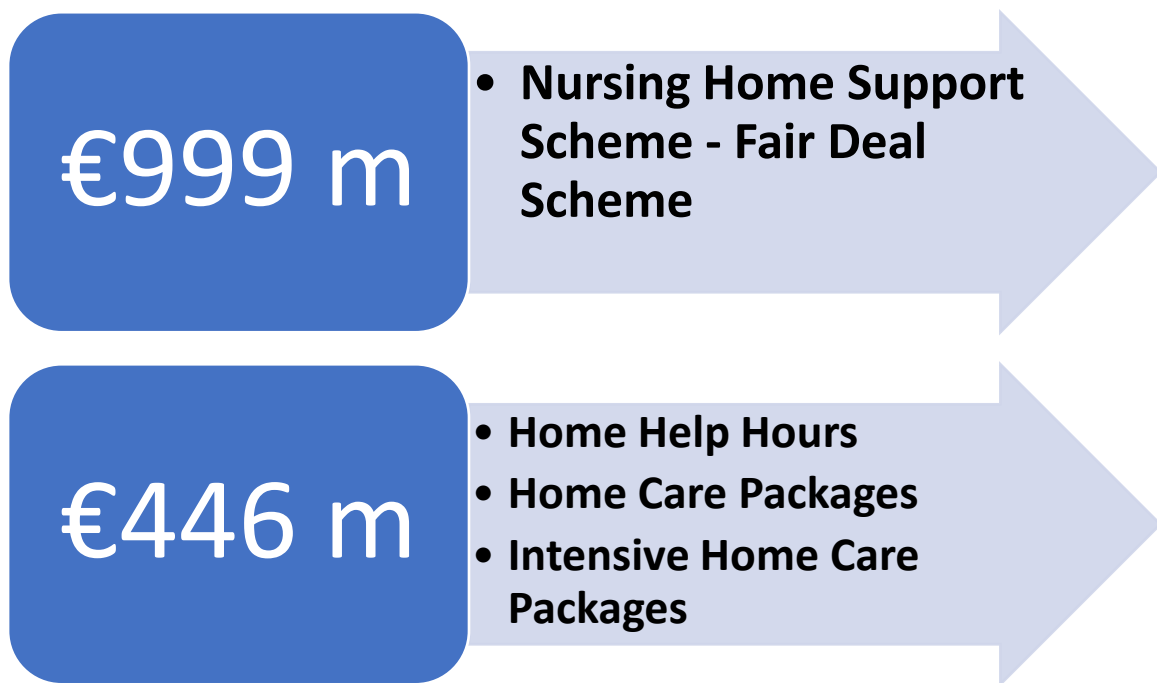 €999 m
• Nursing Home Support
Scheme - Fair Deal
Scheme
€446 m
• Home Help Hours
• Home Care Packages
• Intensive Home Care
Packages